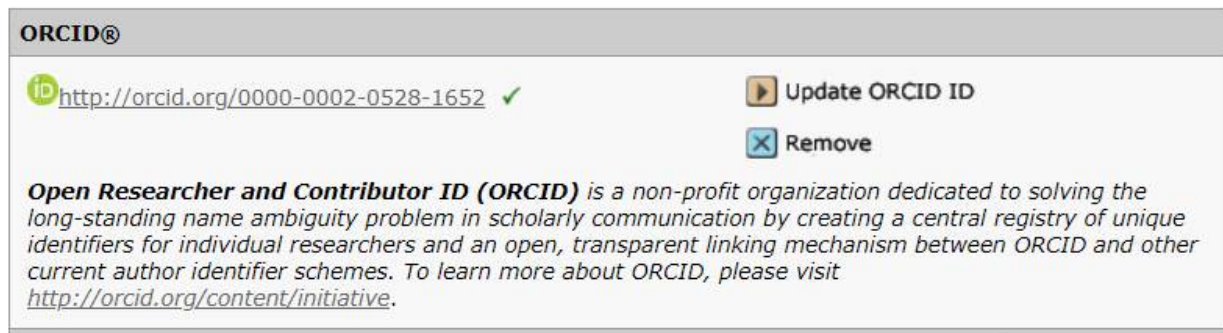 ORCID®
iD http://orcid.org/0000-0002-0528-1652 ✓
Update ORCID ID
Remove
Open Researcher and Contributor ID (ORCID) is a non-profit organization dedicated to solving the
long-standing name ambiguity problem in scholarly communication by creating a central registry of unique
identifiers for individual researchers and an open, transparent linking mechanism between ORCID and other
current author identifier schemes. To learn more about ORCID, please visit
http://orcid.org/content/initiative.